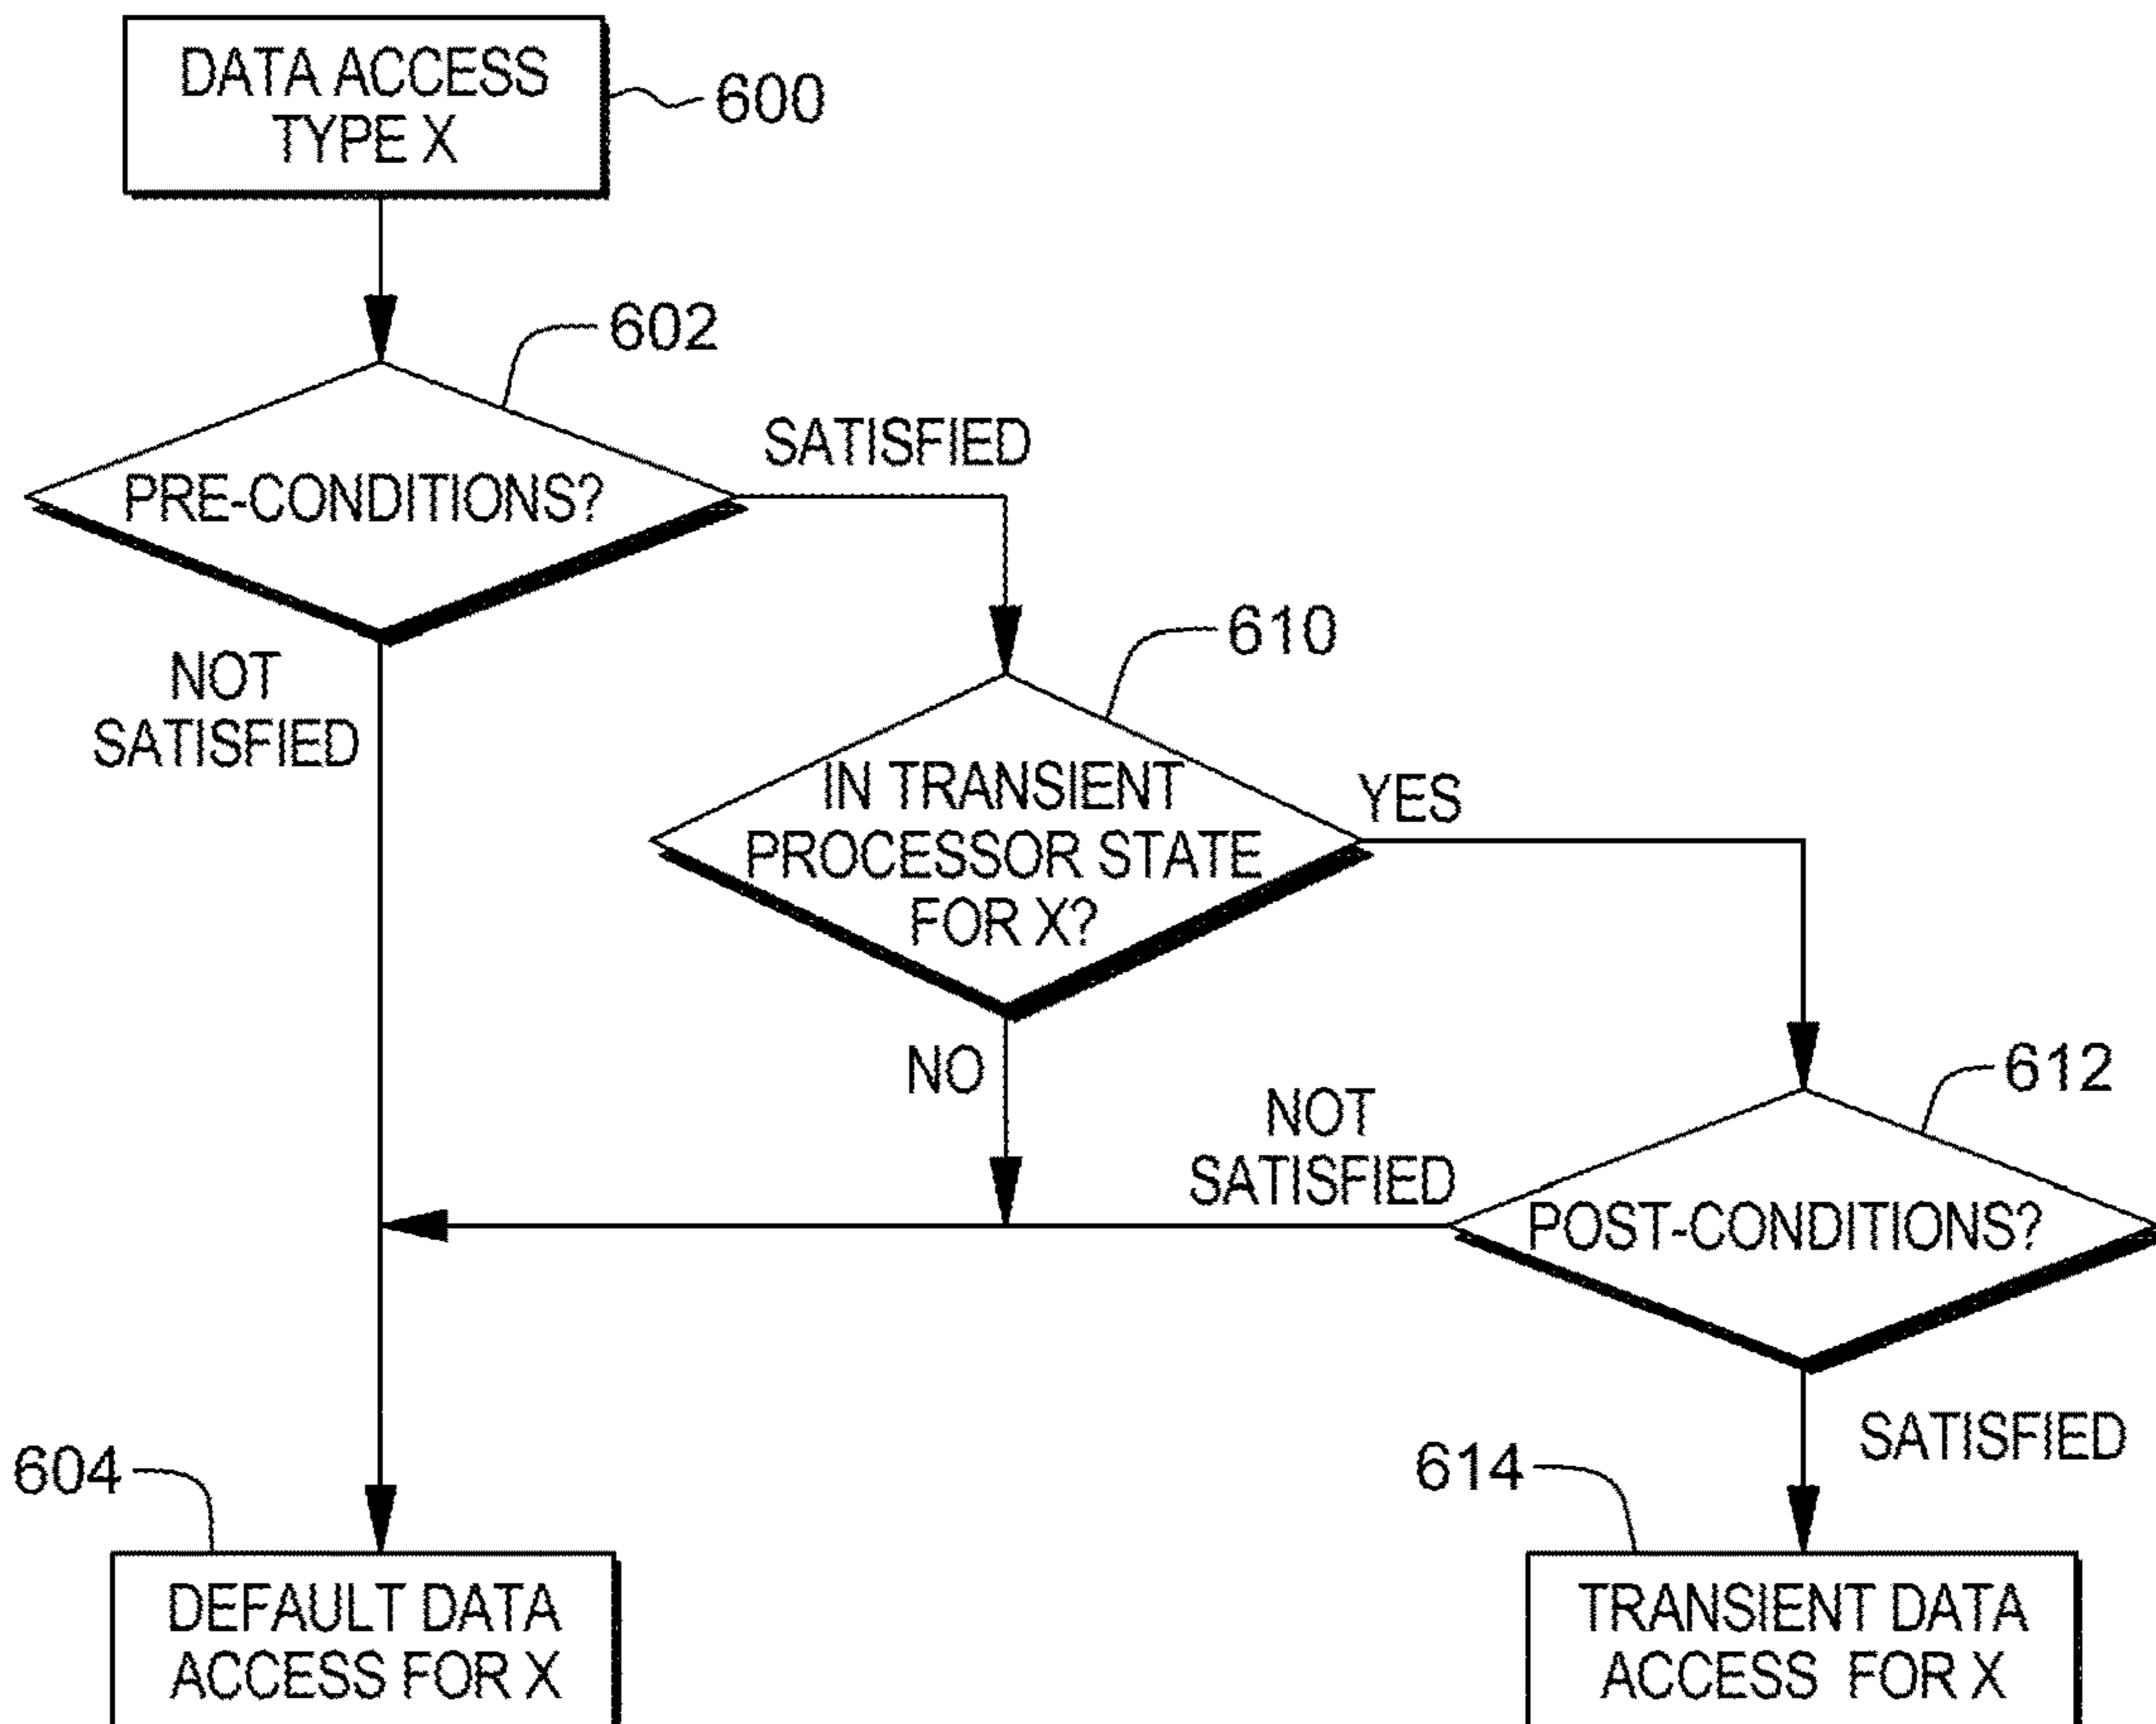 DATA ACCESS
TYPE X
600
602
SATISFIED
PRE-CONDITIONS?
610
NOT
SATISFIED
IN TRANSIENT
PROCESSOR STATE
FOR X?
YES
NO
612
NOT
SATISFIED
POST-CONDITIONS?
SATISFIED
604
614
DEFAULT DATA
ACCESS FOR X
TRANSIENT DATA
ACCESS FOR X